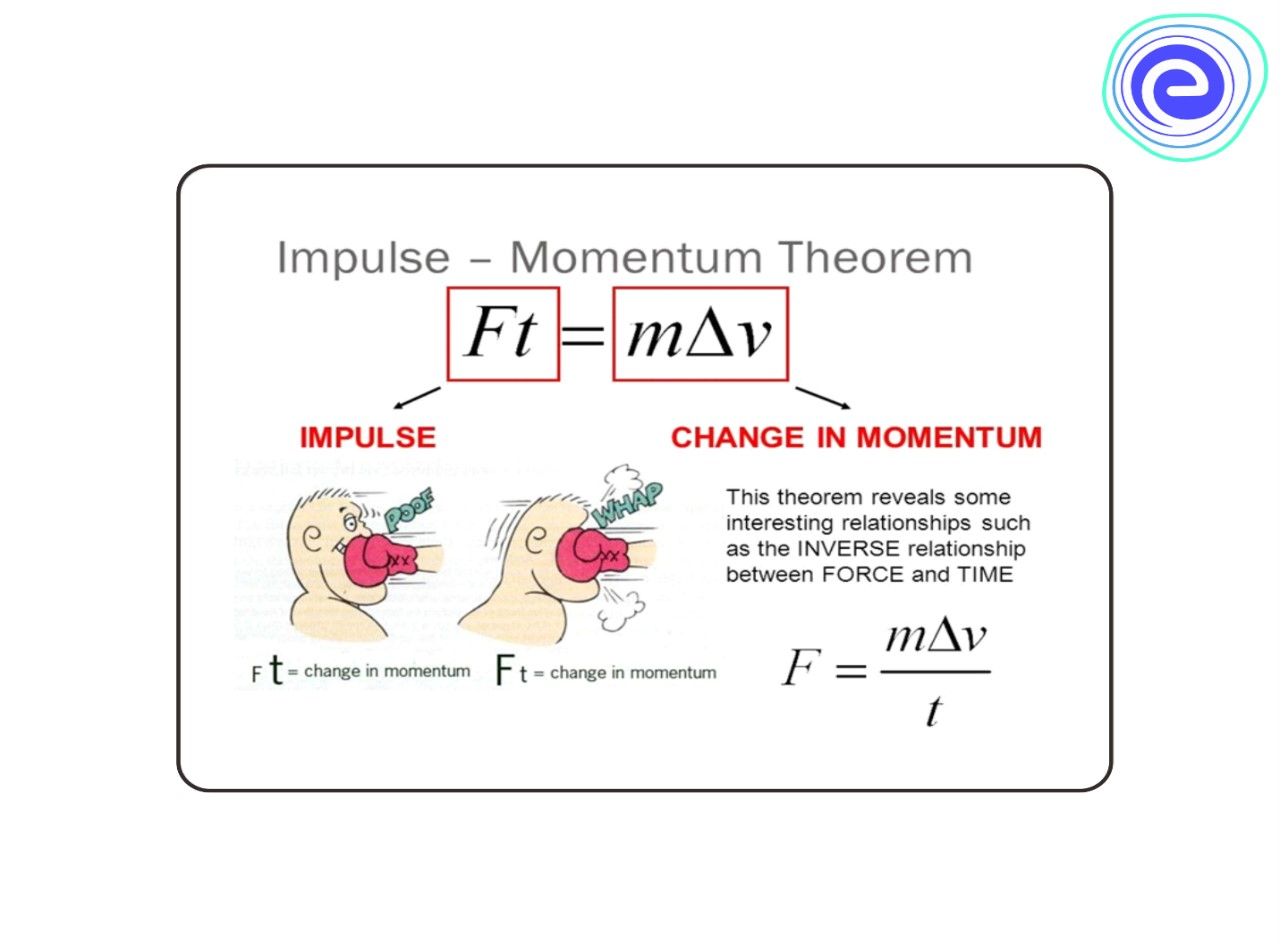 Impulse – Momentum Theorem
Ft = mΔv
IMPULSE
CHANGE IN MOMENTUM
POOF
WHAP
This theorem reveals some
interesting relationships such
as the INVERSE relationship
between FORCE and TIME
F t = change in momentum
F t = change in momentum
F = mΔv / t